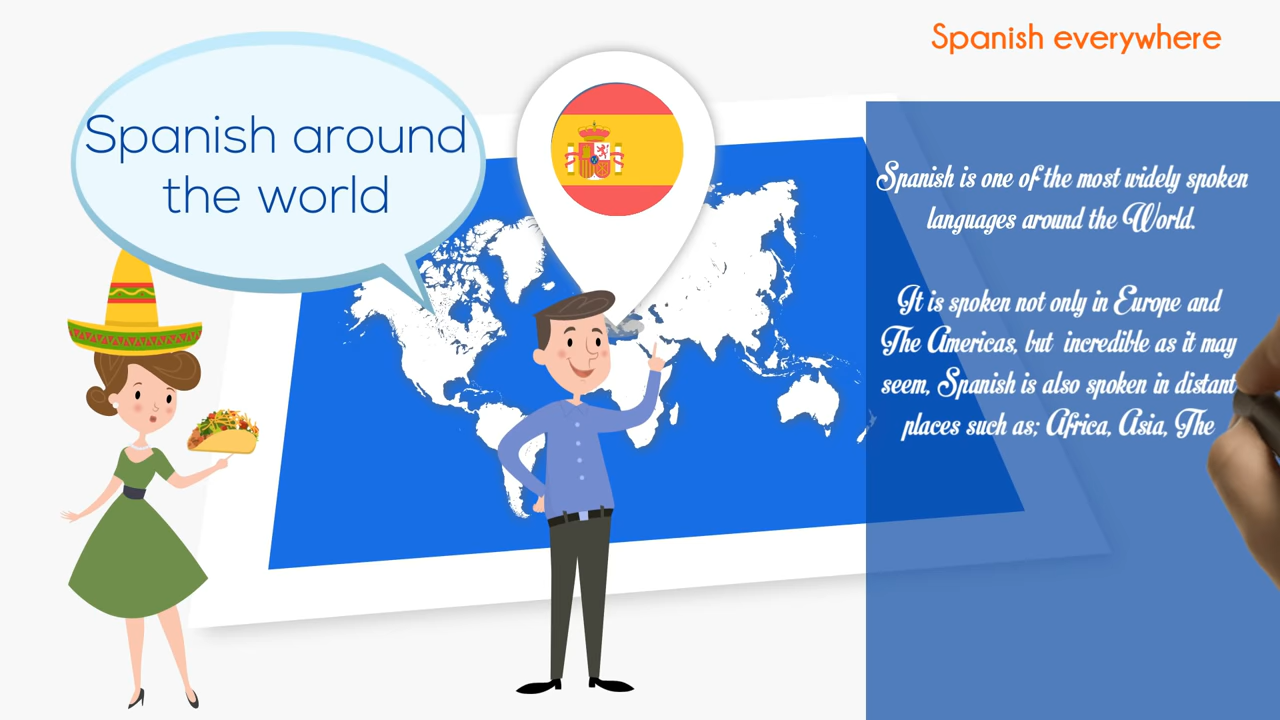 Spanish everywhere
Spanish around
the world
Spanish is one of the most widely spoken
languages around the World.
It is spoken not only in Europe and
The Americas, but incredible as it may
seem, Spanish is also spoken in distant
places such as; Africa, Asia, The